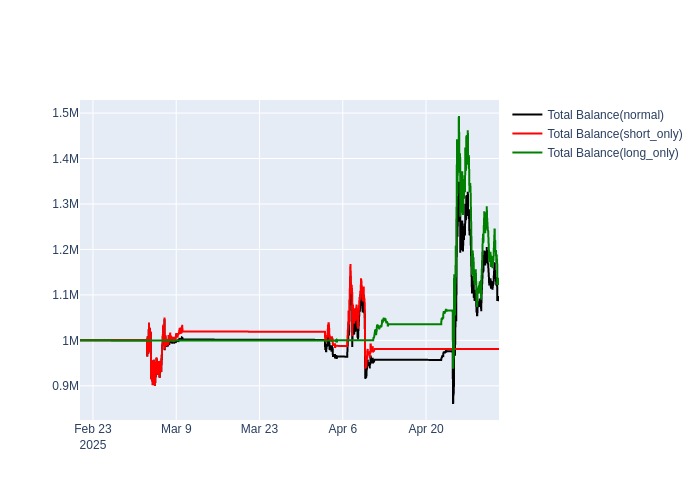 1.5M
1.4M
1.3M
1.2M
1.1M
1M
0.9M
Feb 23
2025
Mar 9
Mar 23
Apr 6
Apr 20
Total Balance(normal)
Total Balance(short_only)
Total Balance(long_only)